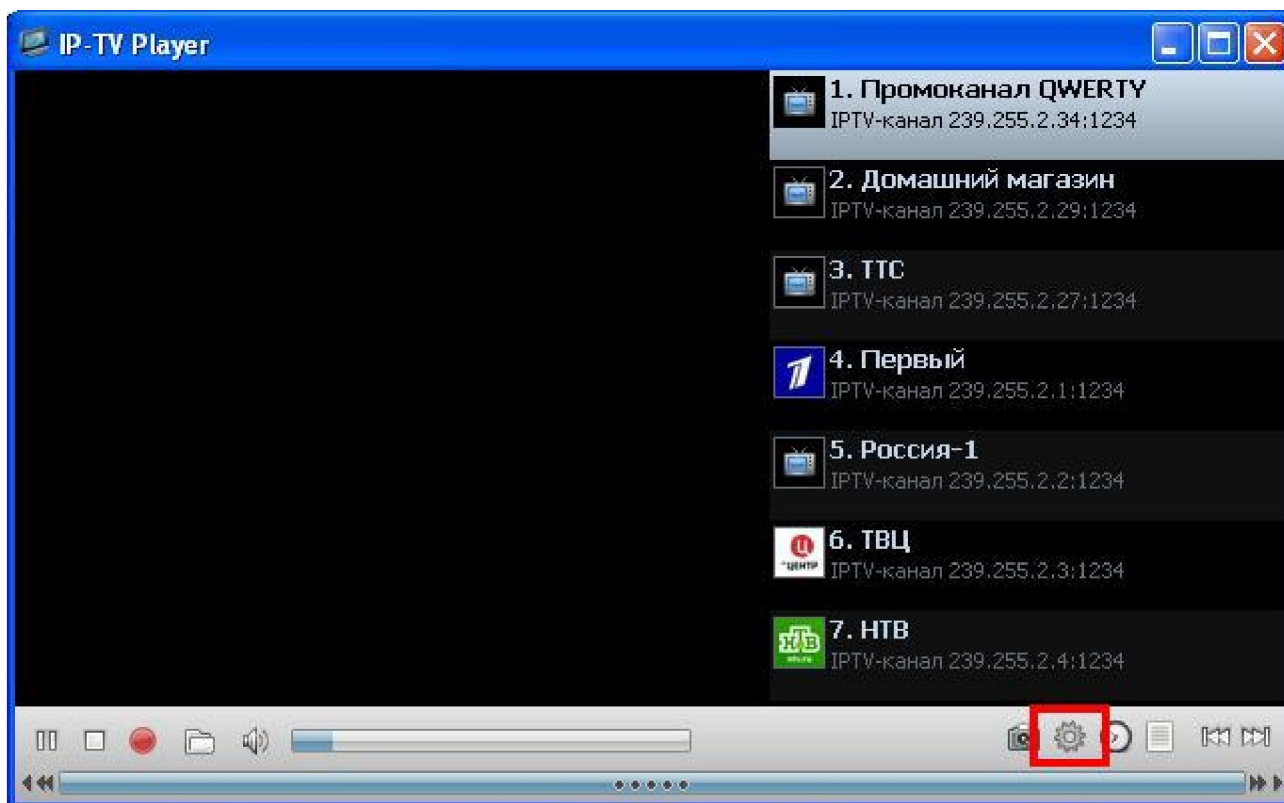 IP-TV Player
1. Промоканал QWERTY
IPTV-канал 239.255.2.34:1234
2. Домашний магазин
IPTV-канал 239.255.2.29:1234
3. ТТС
IPTV-канал 239.255.2.27:1234
4. Первый
IPTV-канал 239.255.2.1:1234
5. Россия-1
IPTV-канал 239.255.2.2:1234
6. ТВЦ
Ц
ЦЕНТР
IPTV-канал 239.255.2.3:1234
7. НТВ
НТВ
IPTV-канал 239.255.2.4:1234